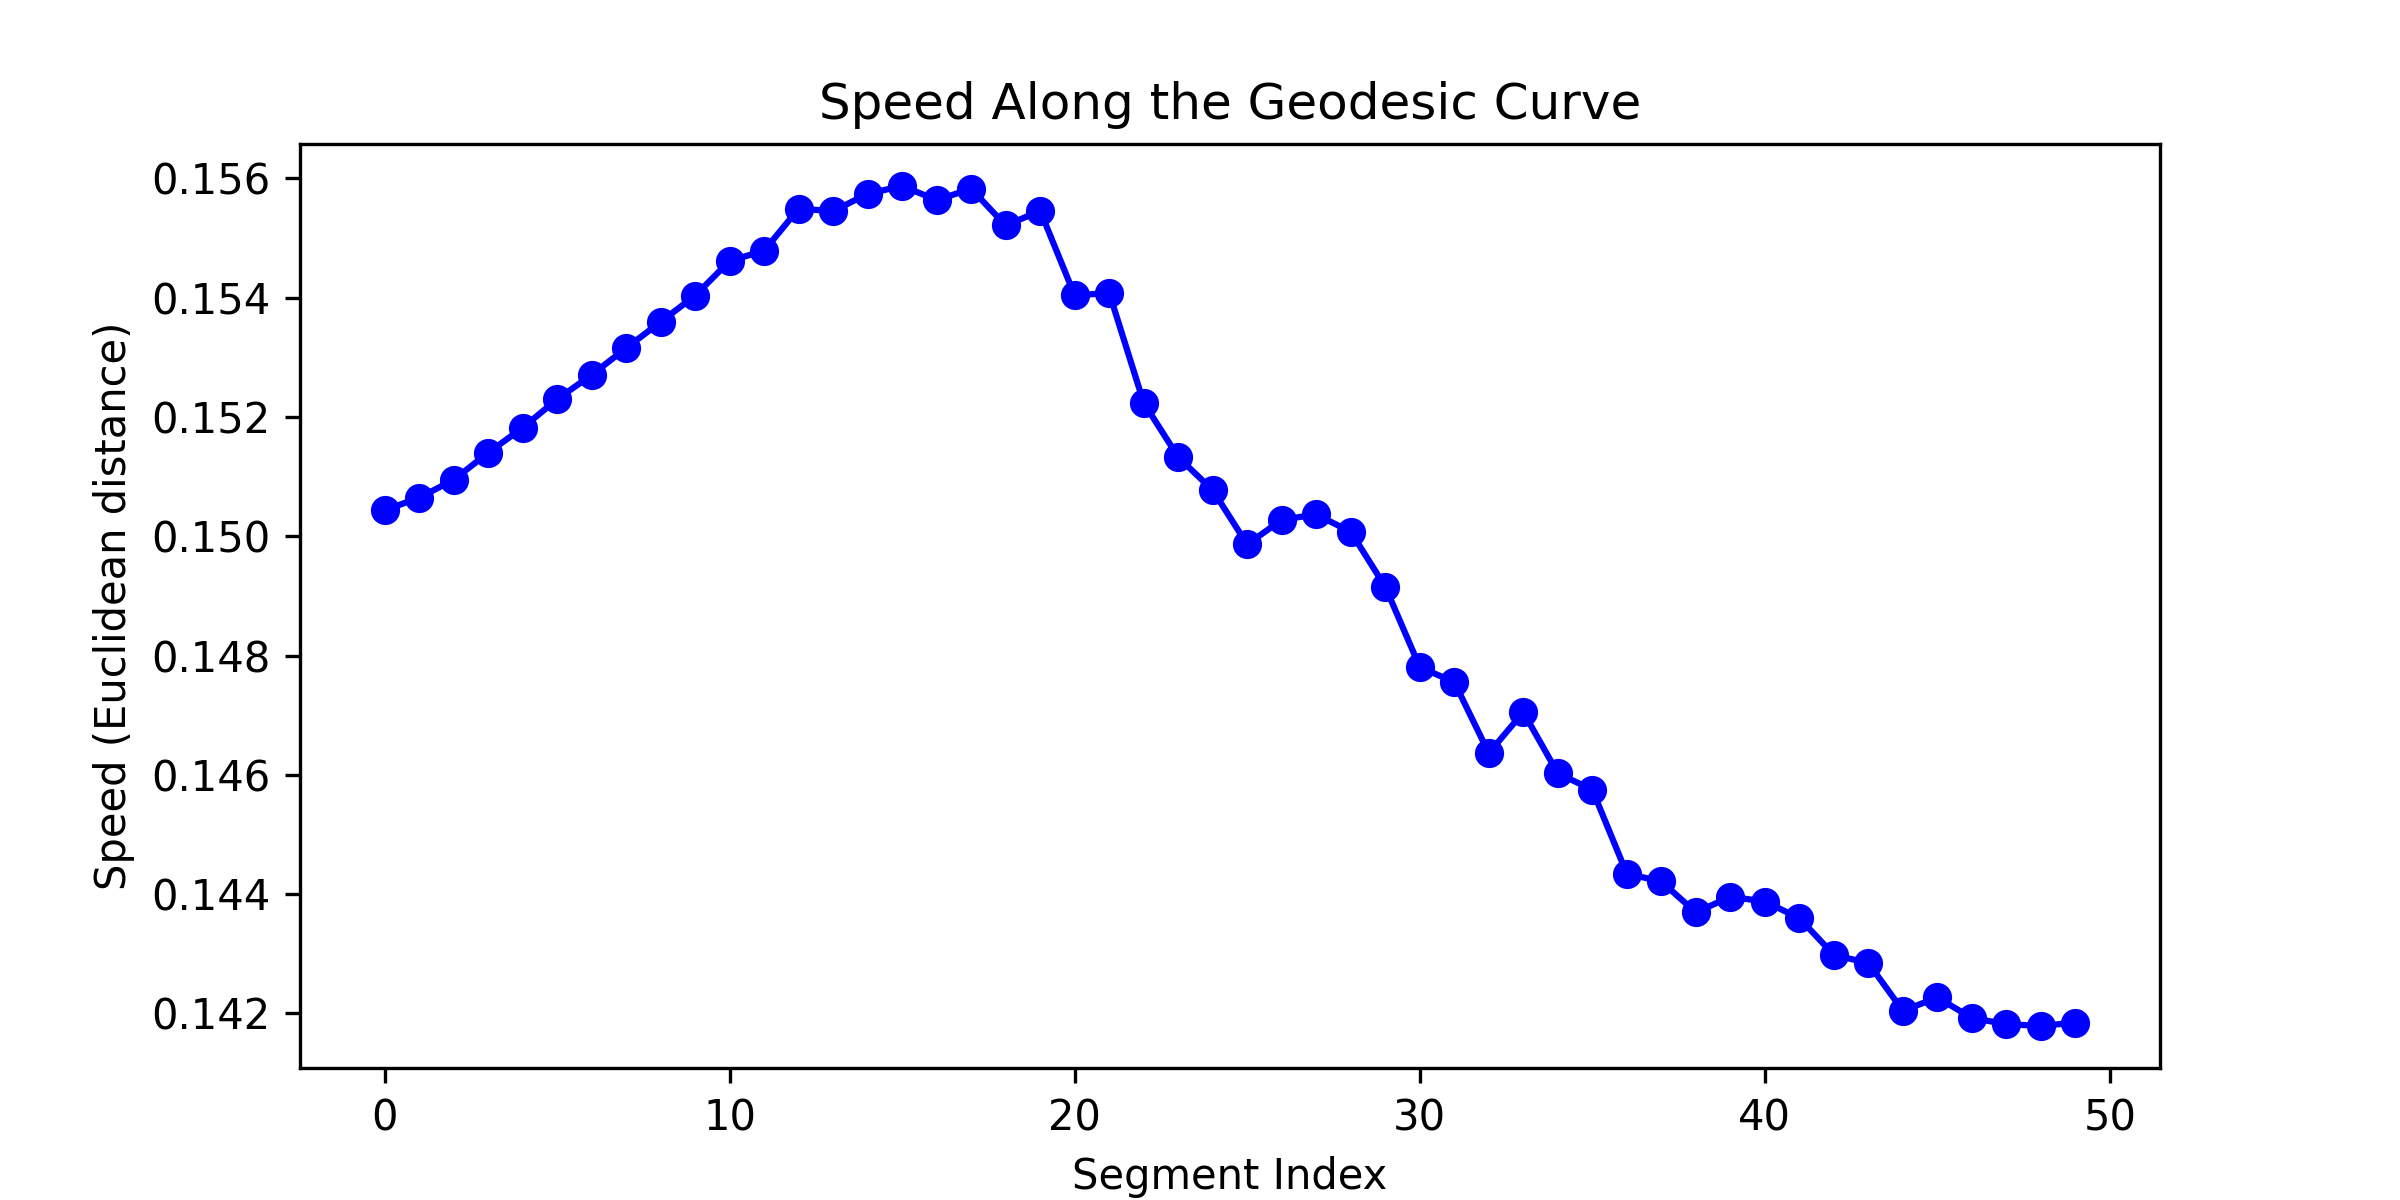 Speed Along the Geodesic Curve
Speed (Euclidean distance)
0.156
0.154
0.152
0.150
0.148
0.146
0.144
0.142
0 10 20 30 40 50
Segment Index